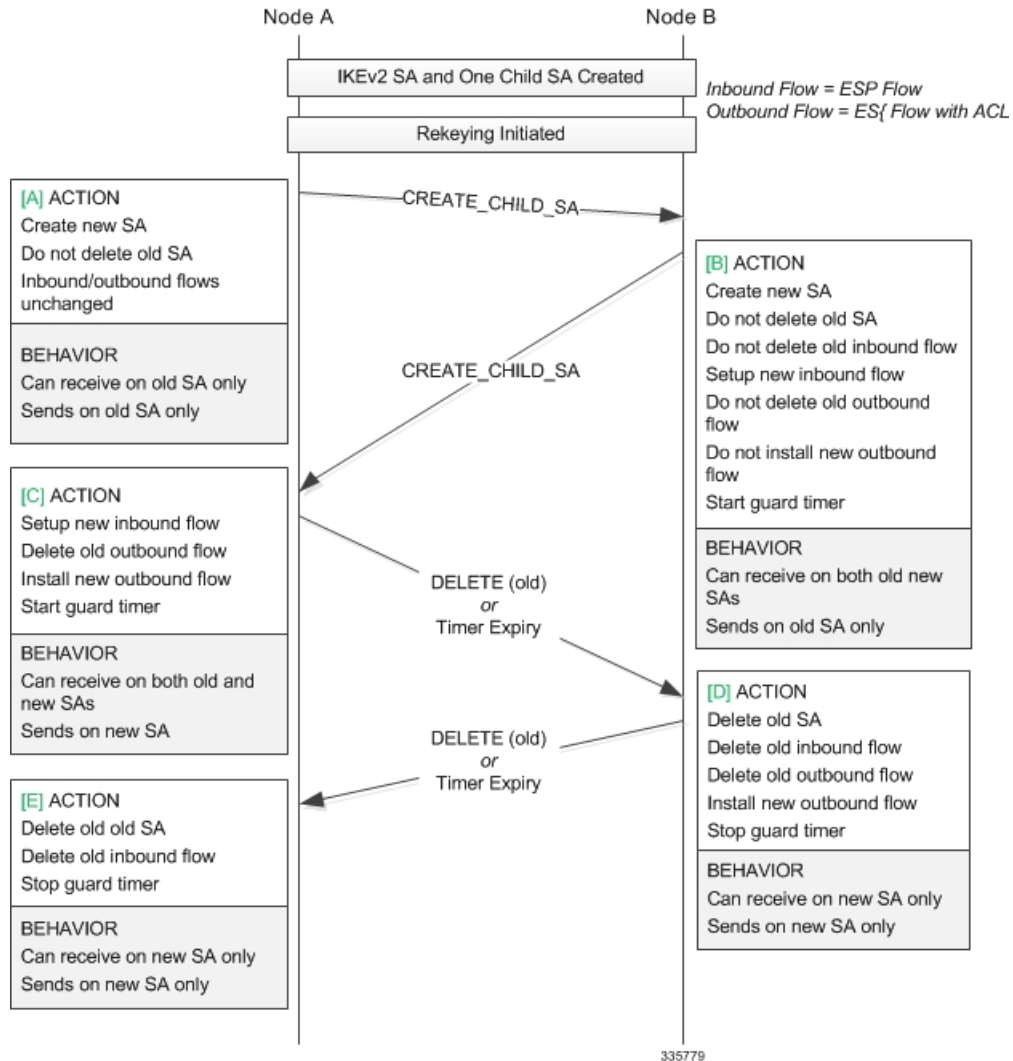 Node A
Node B
IKEv2 SA and One Child SA Created
Inbound Flow = ESP Flow
Outbound Flow = ES{ Flow with ACL
Rekeying Initiated
[A] ACTION
Create new SA
Do not delete old SA
Inbound/outbound flows
unchanged
BEHAVIOR
Can receive on old SA only
Sends on old SA only
CREATE_CHILD_SA
[B] ACTION
Create new SA
Do not delete old SA
Do not delete old inbound flow
Setup new inbound flow
Do not delete old outbound
flow
Do not install new outbound
flow
Start guard timer
BEHAVIOR
Can receive on both old new
SAs
Sends on old SA only
CREATE_CHILD_SA
[C] ACTION
Setup new inbound flow
Delete old outbound flow
Install new outbound flow
Start guard timer
BEHAVIOR
Can receive on both old and
new SAs
Sends on new SA
DELETE (old)
or
Timer Expiry
[D] ACTION
Delete old SA
Delete old inbound flow
Delete old outbound flow
Install new outbound flow
Stop guard timer
BEHAVIOR
Can receive on new SA only
Sends on new SA only
DELETE (old)
or
Timer Expiry
[E] ACTION
Delete old old SA
Delete old inbound flow
Stop guard timer
BEHAVIOR
Can receive on new SA only
Sends on new SA only
335779